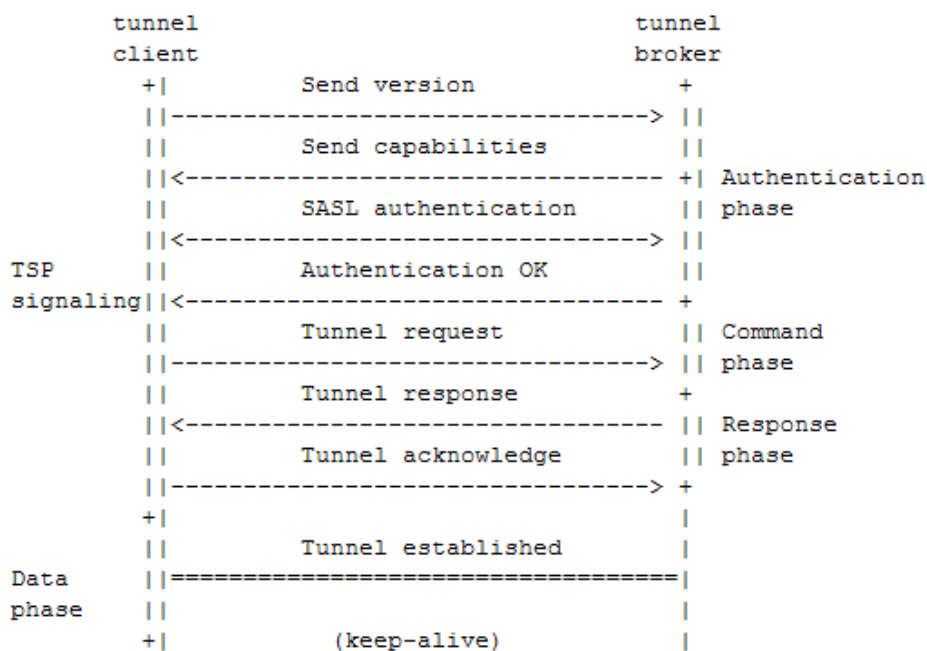 tunnel tunnel
client broker
+| Send version +
||---------------------------------> ||
|| Send capabilities ||
||<--------------------------------- +| Authentication
|| SASL authentication || phase
||<--------------------------------> ||
TSP || Authentication OK ||
signaling||<--------------------------------- +
|| Tunnel request || Command
||---------------------------------> || phase
|| Tunnel response +
||<--------------------------------- || Response
|| Tunnel acknowledge || phase
||---------------------------------> +
+| |
|| Tunnel established |
Data ||===================================|
phase || |
+| (keep-alive) |